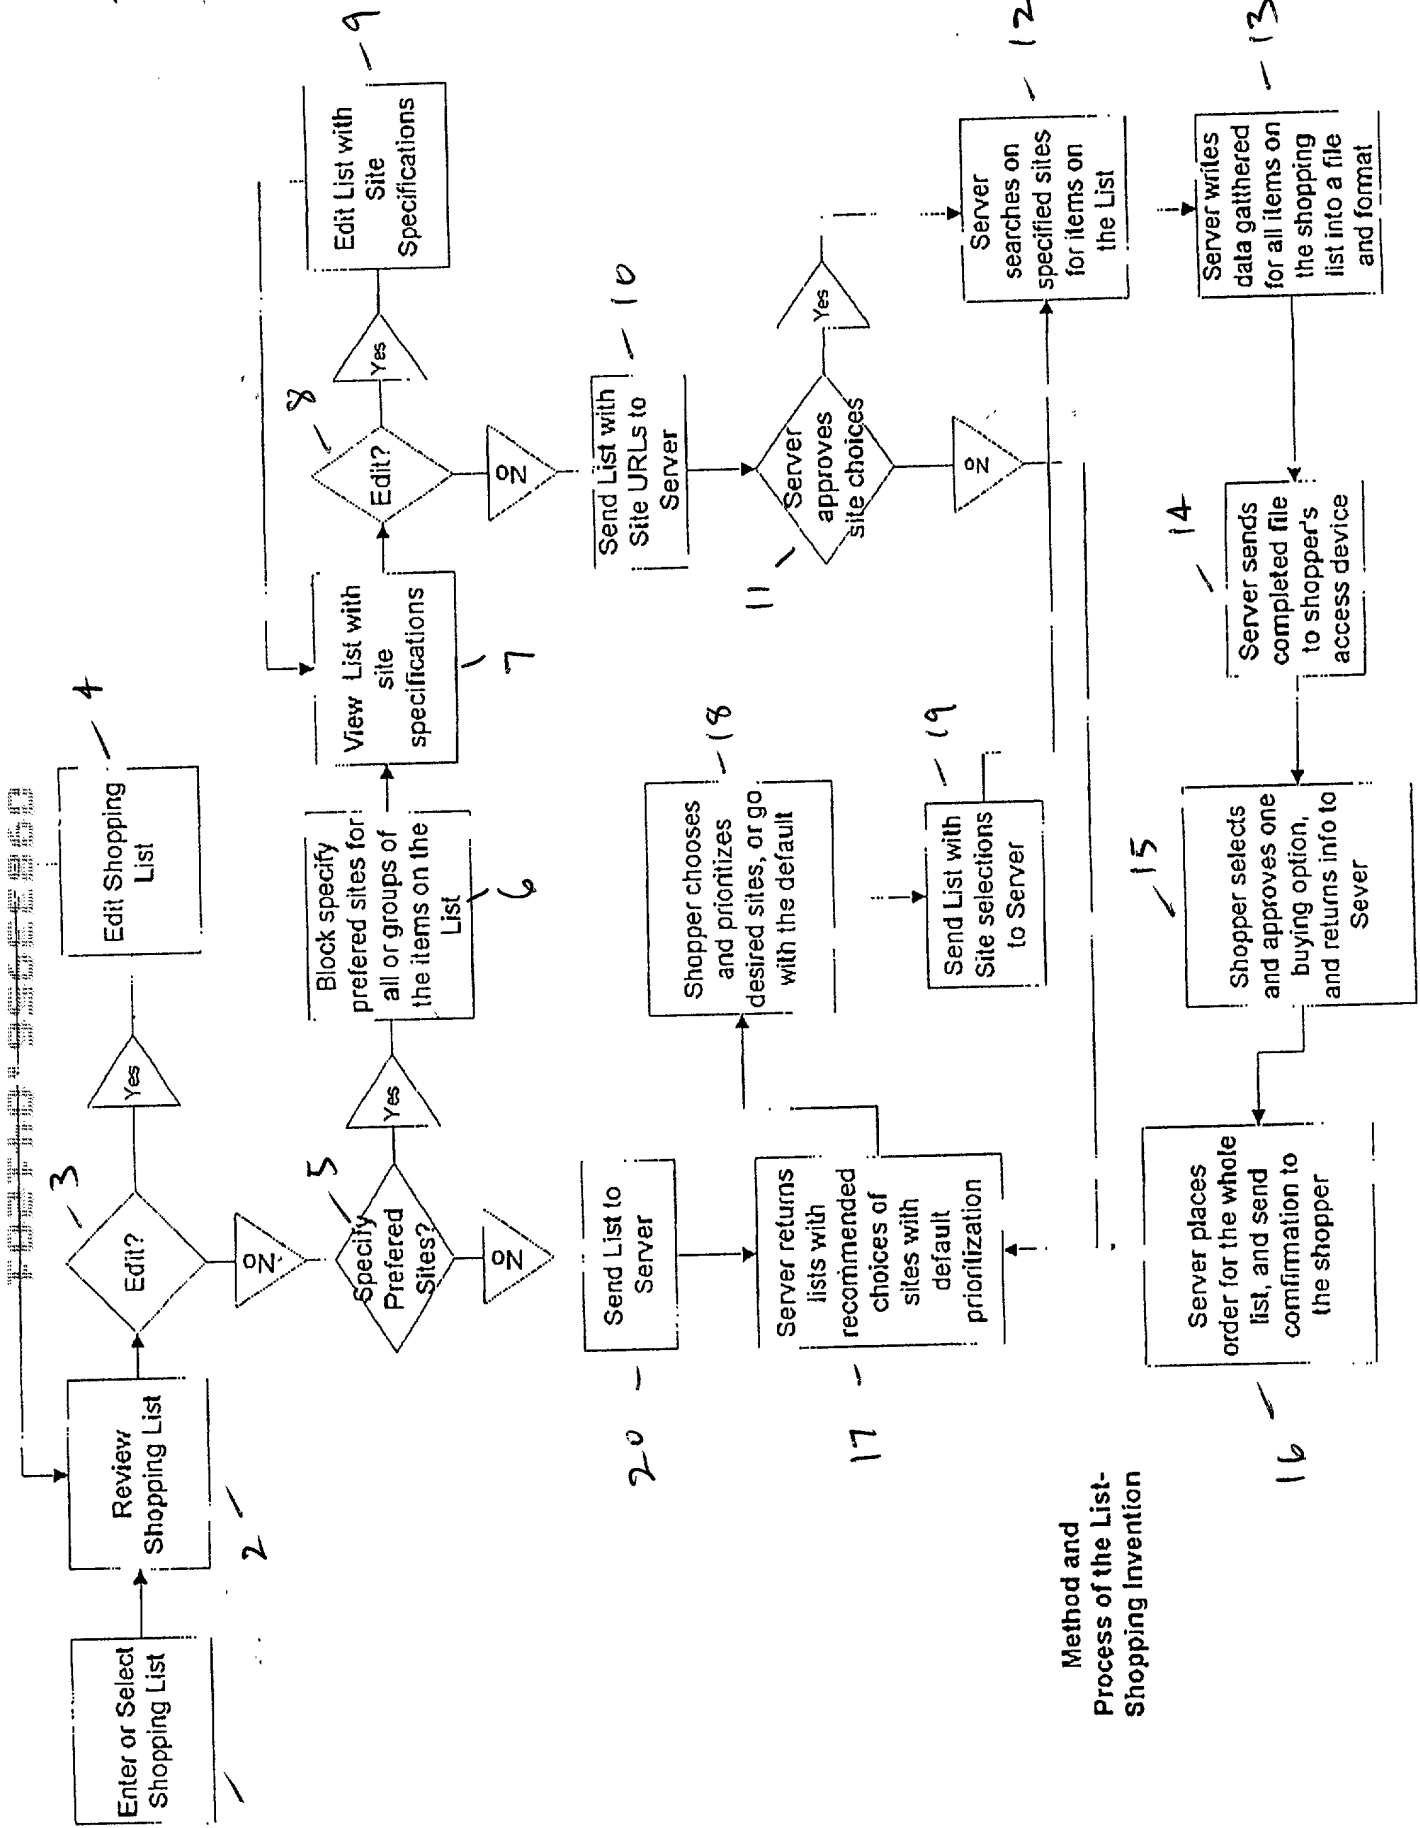 Enter or Select
Shopping List
2
Review
Shopping List
3
Edit?
Yes
4
Edit Shopping
List
NO
5
Specify
Prefered
Sites?
Yes
6
Block specify
prefered sites for
all or groups of
the items on the
List
7
View List with
site
specifications
8
Edit?
Yes
9
Edit List with
Site
Specifications
NO
10
Send List with
Site URLs to
Server
11
Server
approves
site choices
Yes
NO
12
Server
searches on
specified sites
for items on
the List
NO
20
Send List to
Server
17
Server returns
lists with
recommended
choices of
sites with
default
prioritization
18
Shopper chooses
and prioritizes
desired sites, or go
with the default
19
Send List with
Site selections
to Server
13
Server writes
data gatthered
for all items on
the shopping
list into a file
and format
14
Server sends
completed file
to shopper's
access device
15
Shopper selects
and approves one
buying option,
and returns info to
Sever
16
Server places
order for the whole
list, and send
comfirmation to
the shopper
Method and
Process of the List-
Shopping Invention